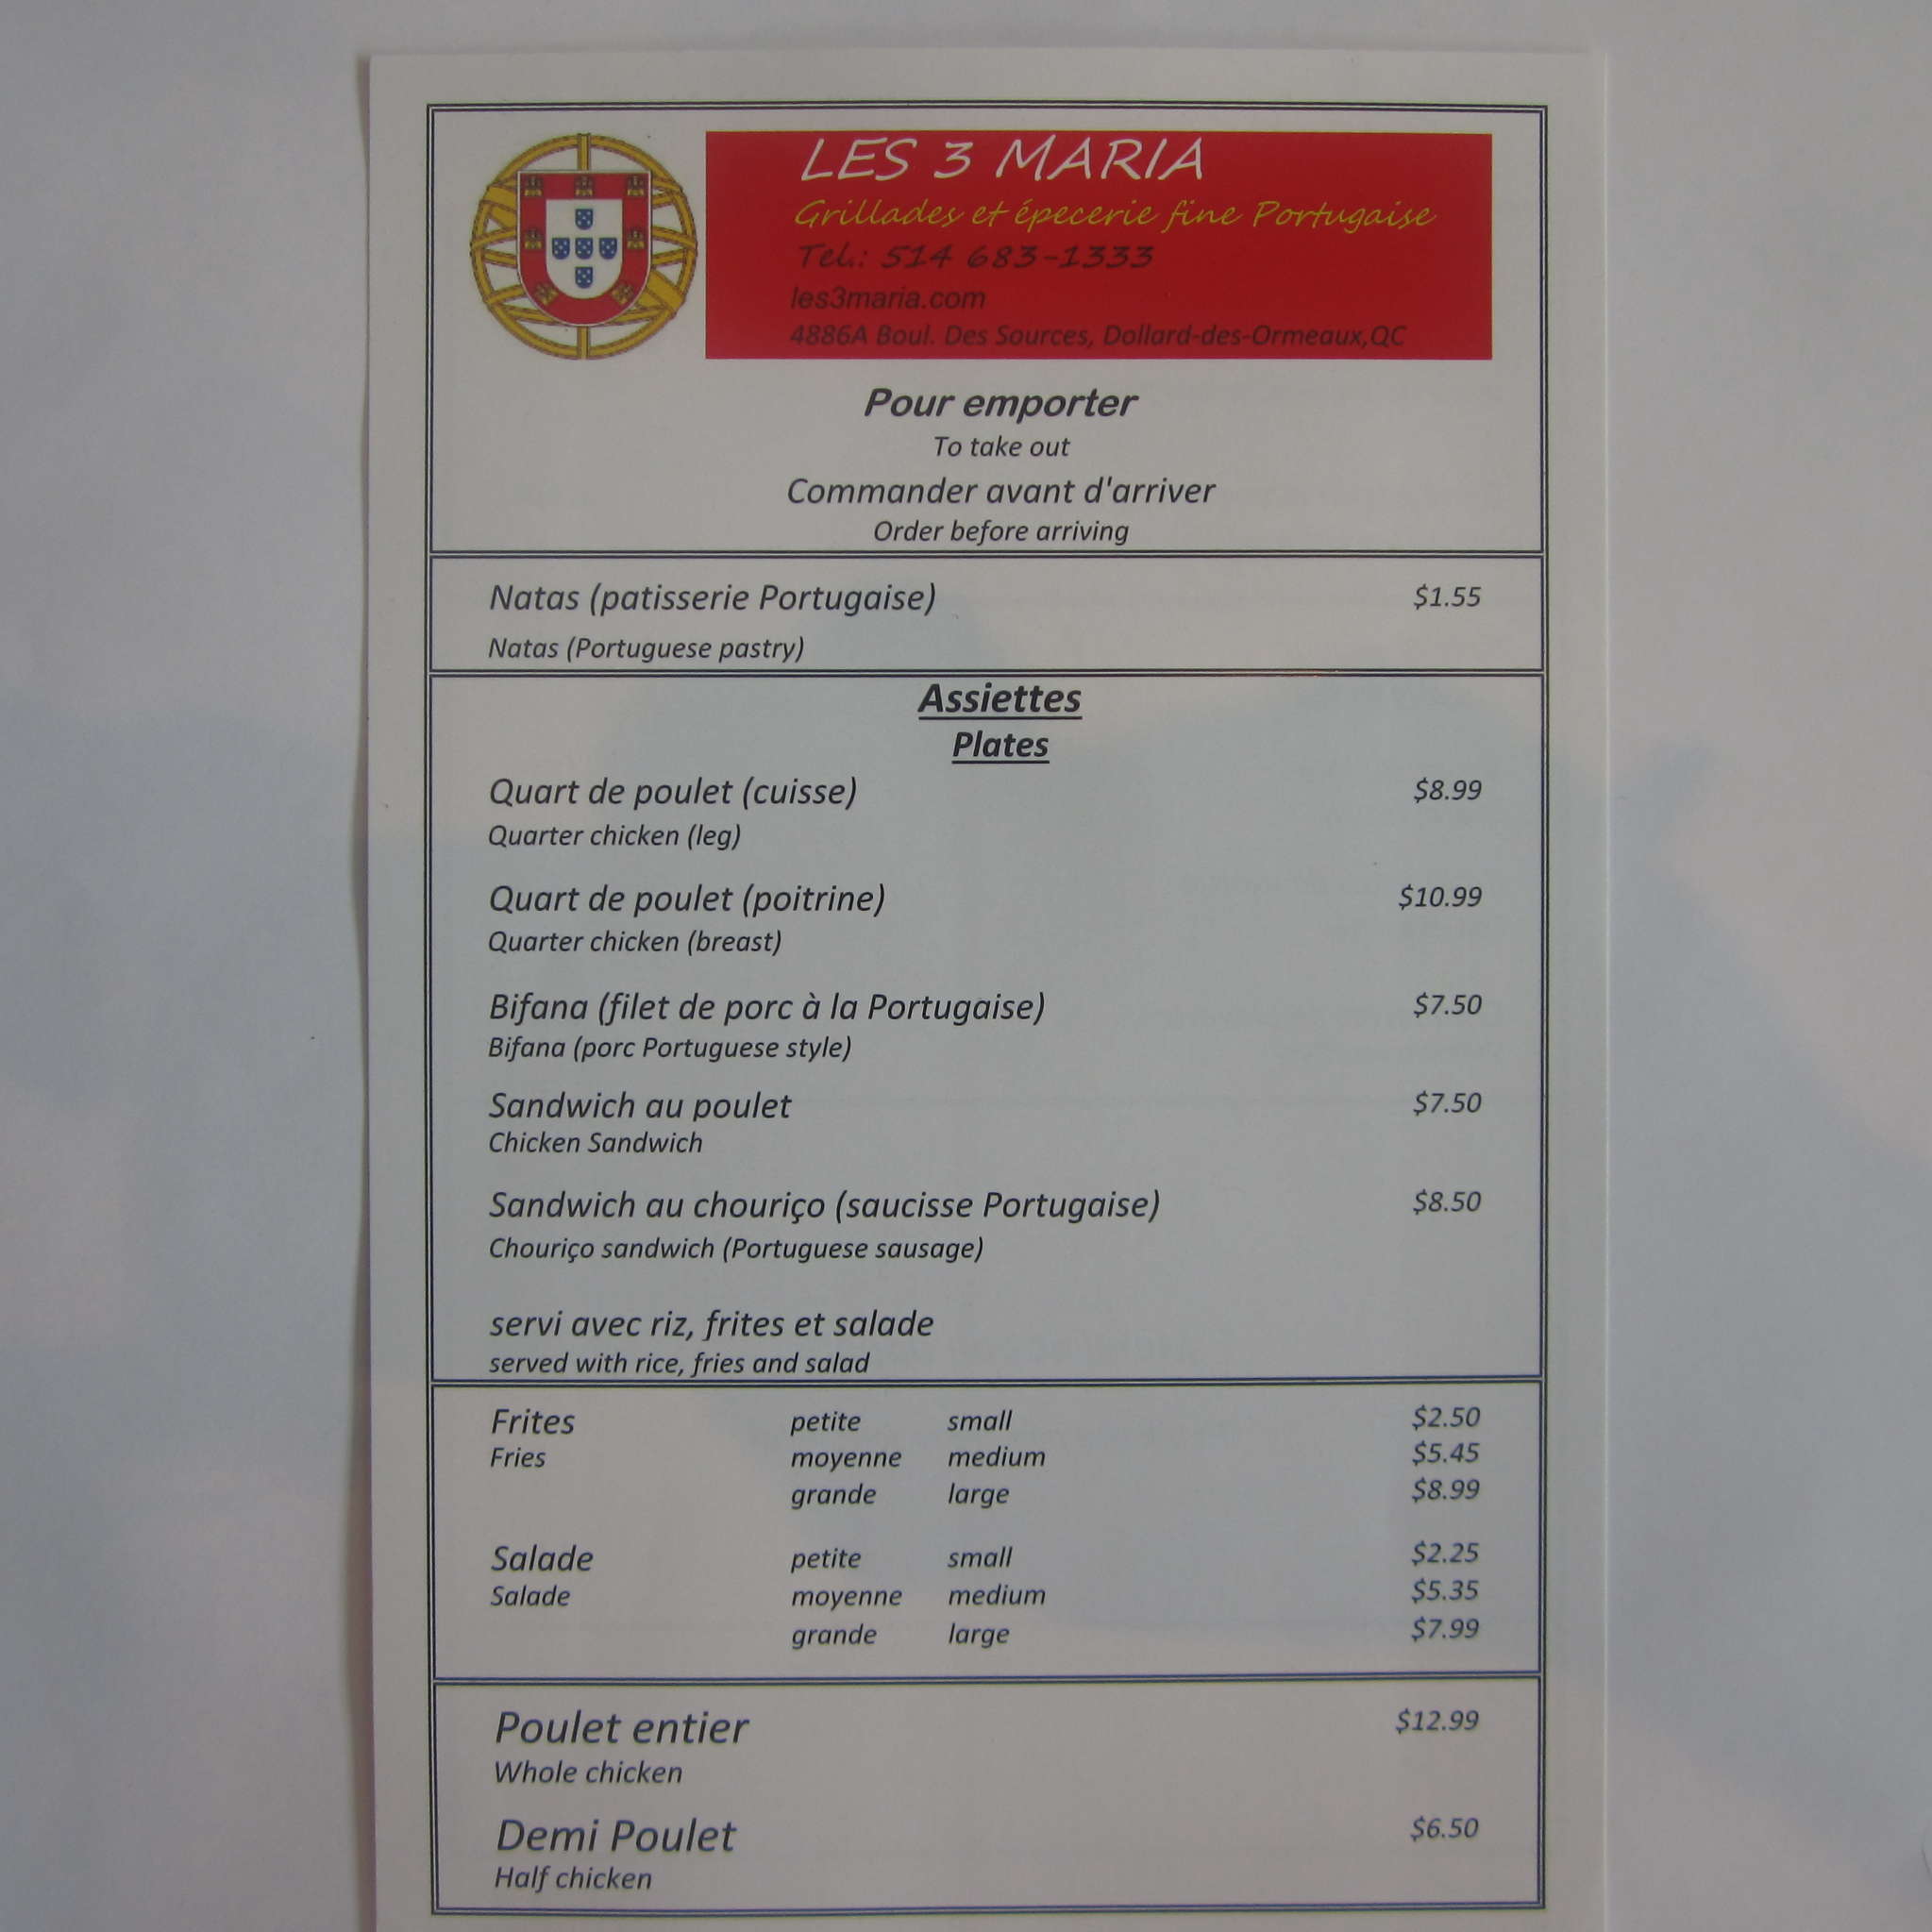 LES 3 MARIA
Grillades et épecerie fine Portugaise
Tel.: 514 683-1333
les3maria.com
4886A Boul. Des Sources, Dollard-des-Ormeaux,QC
Pour emporter
To take out
Commander avant d'arriver
Order before arriving
Natas (patisserie Portugaise) $1.55
Natas (Portuguese pastry)
Assiettes
Plates
Quart de poulet (cuisse) $8.99
Quarter chicken (leg)
Quart de poulet (poitrine) $10.99
Quarter chicken (breast)
Bifana (filet de porc à la Portugaise) $7.50
Bifana (porc Portuguese style)
Sandwich au poulet $7.50
Chicken Sandwich
Sandwich au chouriço (saucisse Portugaise) $8.50
Chouriço sandwich (Portuguese sausage)
servi avec riz, frites et salade
served with rice, fries and salad
Frites petite small $2.50
Fries moyenne medium $5.45
grande large $8.99
Salade petite small $2.25
Salade moyenne medium $5.35
grande large $7.99
Poulet entier $12.99
Whole chicken
Demi Poulet $6.50
Half chicken